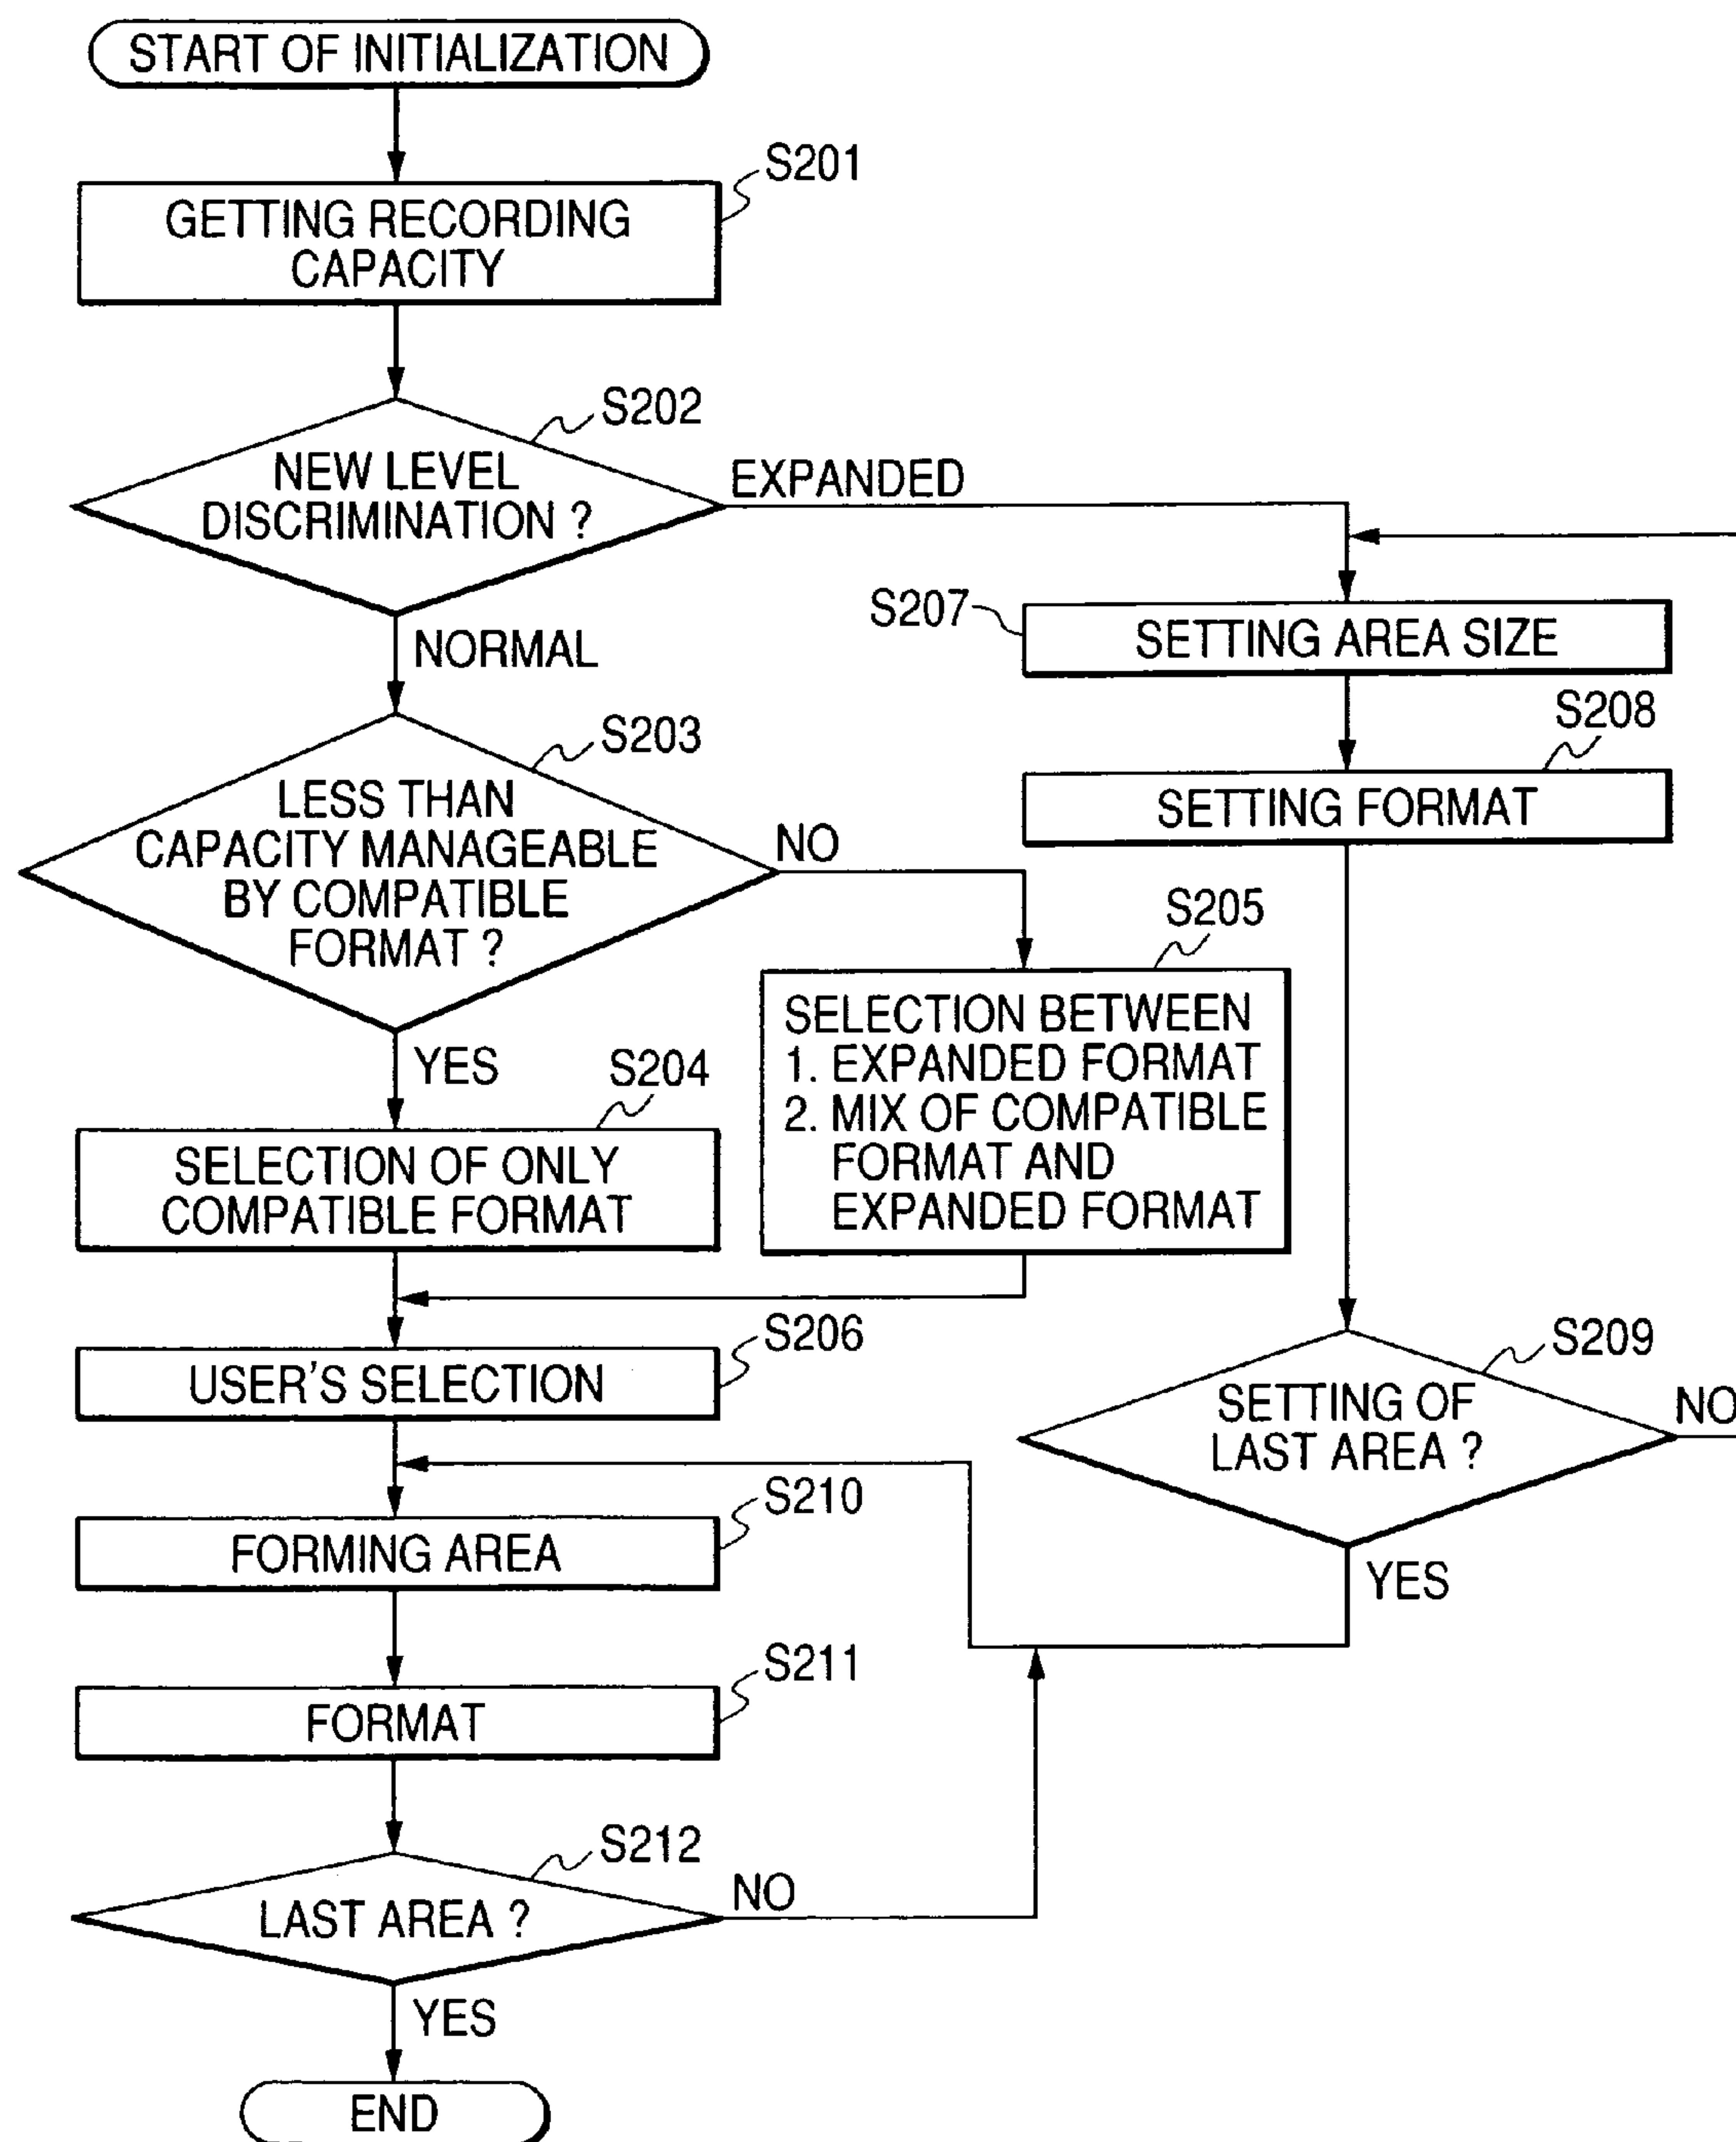 START OF INITIALIZATION
S201
GETTING RECORDING
CAPACITY
S202
NEW LEVEL
DISCRIMINATION ?
EXPANDED
NORMAL
S207
SETTING AREA SIZE
S208
SETTING FORMAT
S203
LESS THAN
CAPACITY MANAGEABLE
BY COMPATIBLE
FORMAT ?
NO
YES
S204
SELECTION OF ONLY
COMPATIBLE FORMAT
S205
SELECTION BETWEEN
1. EXPANDED FORMAT
2. MIX OF COMPATIBLE
FORMAT AND
EXPANDED FORMAT
S206
USER'S SELECTION
S209
SETTING OF
LAST AREA ?
NO
YES
S210
FORMING AREA
S211
FORMAT
S212
LAST AREA ?
NO
YES
END